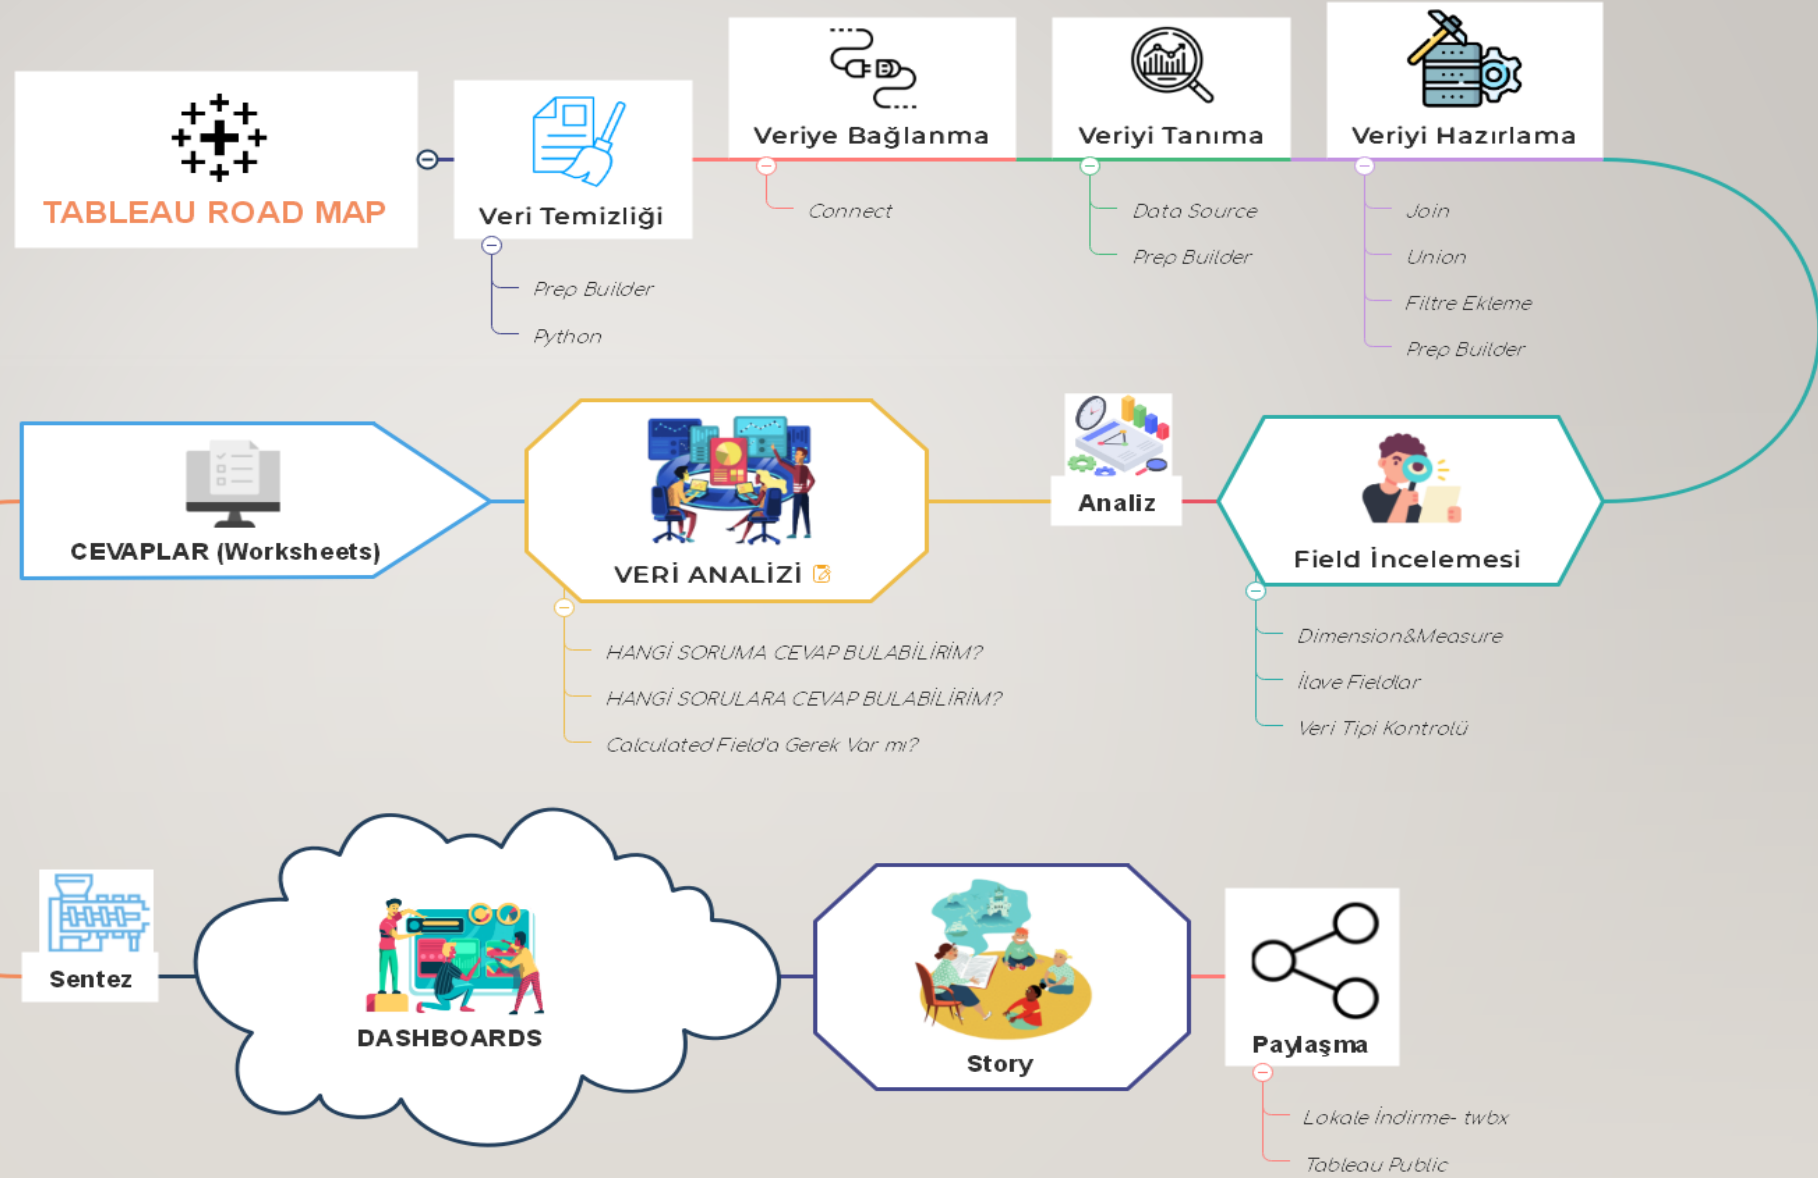 TABLEAU ROAD MAP
Veri Temizliği
Prep Builder
Python
Veriye Bağlanma
Connect
Veriyi Tanıma
Data Source
Prep Builder
Veriyi Hazırlama
Join
Union
Filtre Ekleme
Prep Builder
Field İncelemesi
Dimension&Measure
İlave Fieldlar
Veri Tipi Kontrolü
Analiz
VERİ ANALİZİ
HANGİ SORUMA CEVAP BULABİLİRİM?
HANGİ SORULARA CEVAP BULABİLİRİM?
Calculated Field'a Gerek Var mı?
CEVAPLAR (Worksheets)
Sentez
DASHBOARDS
Story
Paylaşma
Lokale İndirme- twbx
Tableau Public